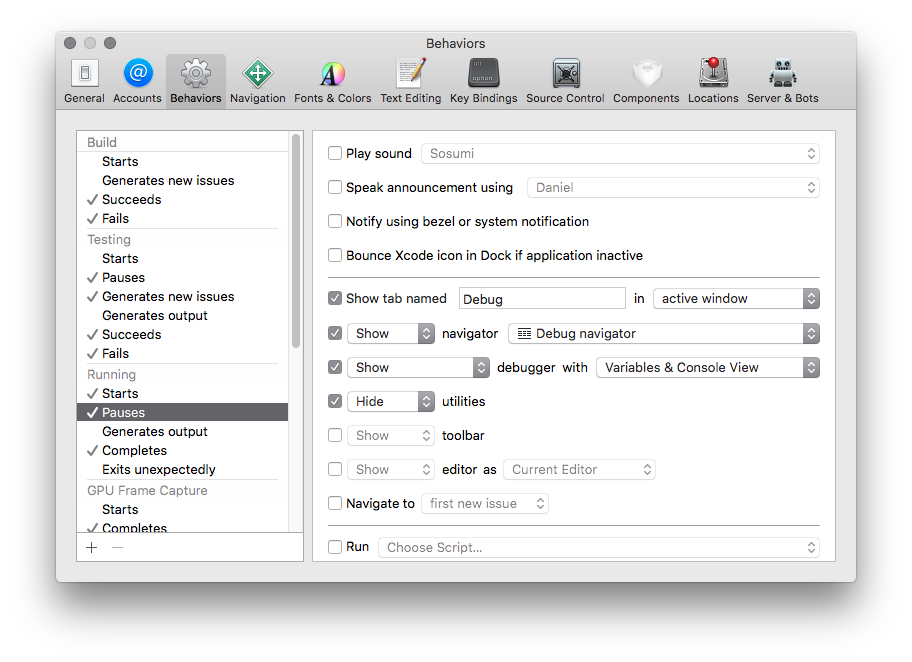 Behaviors
General Accounts Behaviors Navigation Fonts & Colors Text Editing Key Bindings Source Control Components Locations Server & Bots
alt
option
Build
Starts
Generates new issues
Succeeds
Fails
Testing
Starts
Pauses
Generates new issues
Generates output
Succeeds
Fails
Running
Starts
Pauses
Generates output
Completes
Exits unexpectedly
GPU Frame Capture
Starts
Completes
Play sound Sosumi
Speak announcement using Daniel
Notify using bezel or system notification
Bounce Xcode icon in Dock if application inactive
Show tab named Debug in active window
Show navigator Debug navigator
Show debugger with Variables & Console View
Hide utilities
Show toolbar
Show editor as Current Editor
Navigate to first new issue
Run Choose Script...